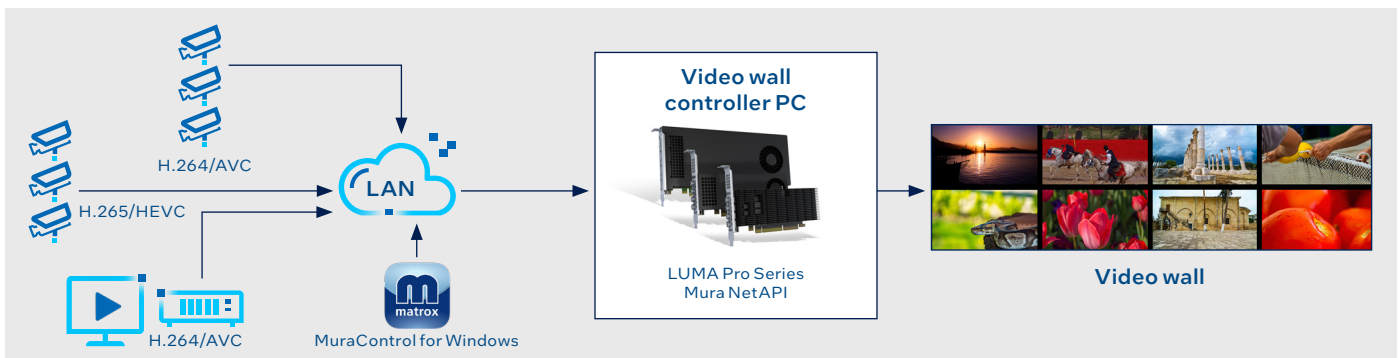 H.264/AVC
H.265/HEVC
H.264/AVC
LAN
m
matrox
MuraControl for Windows
Video wall
controller PC
LUMA Pro Series
Mura NetAPI
Video wall